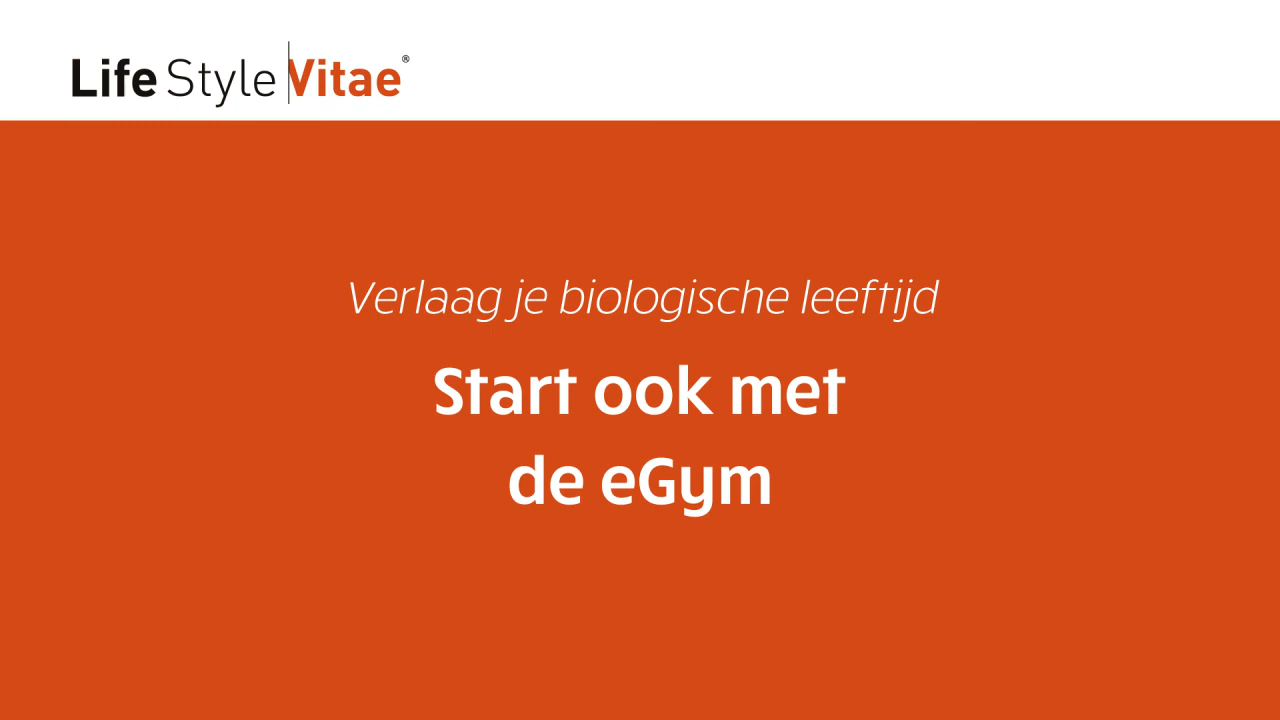 Life Style Vitae®
Verlaag je biologische leeftijd
Start ook met
de eGym